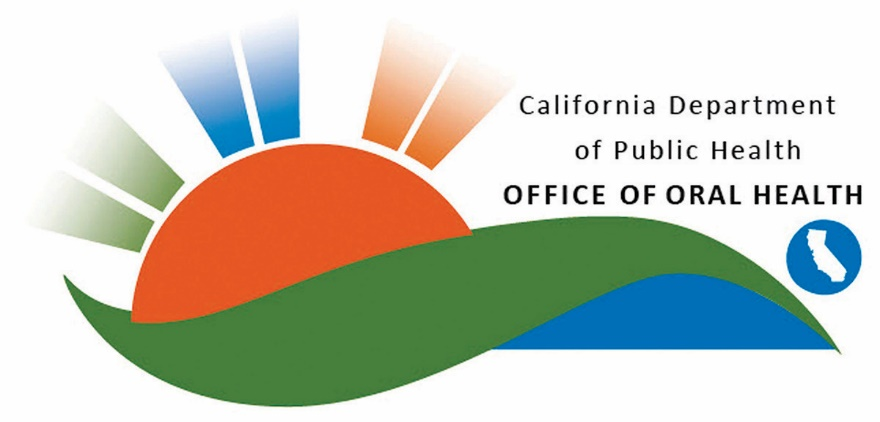 California Department
of Public Health
OFFICE OF ORAL HEALTH